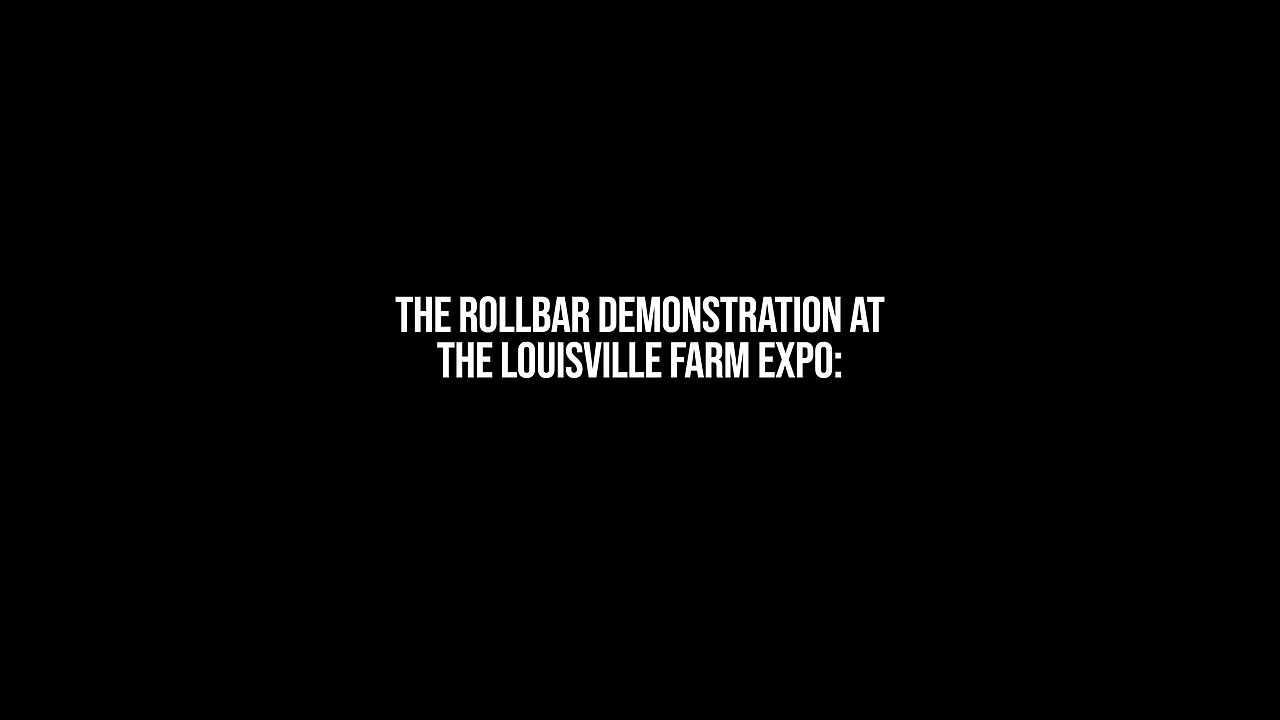 THE ROLLBAR DEMONSTRATION AT
THE LOUISVILLE FARM EXPO: